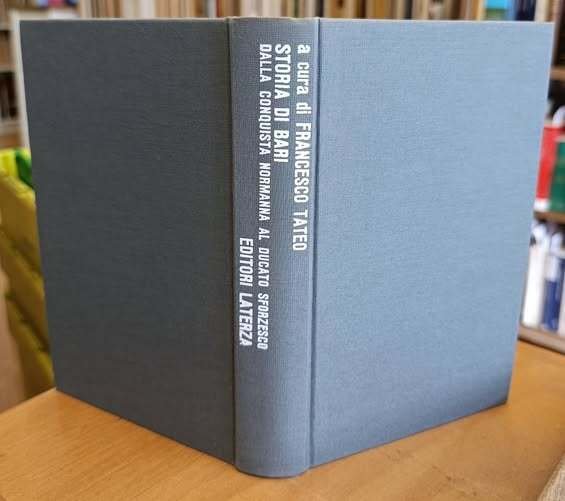 a cura di FRANCESCO TATEO
STORIA DI BARI
DALLA CONQUISTA NORMANNA AL DUCATO SFORZESCO
EDITORI LATERZA